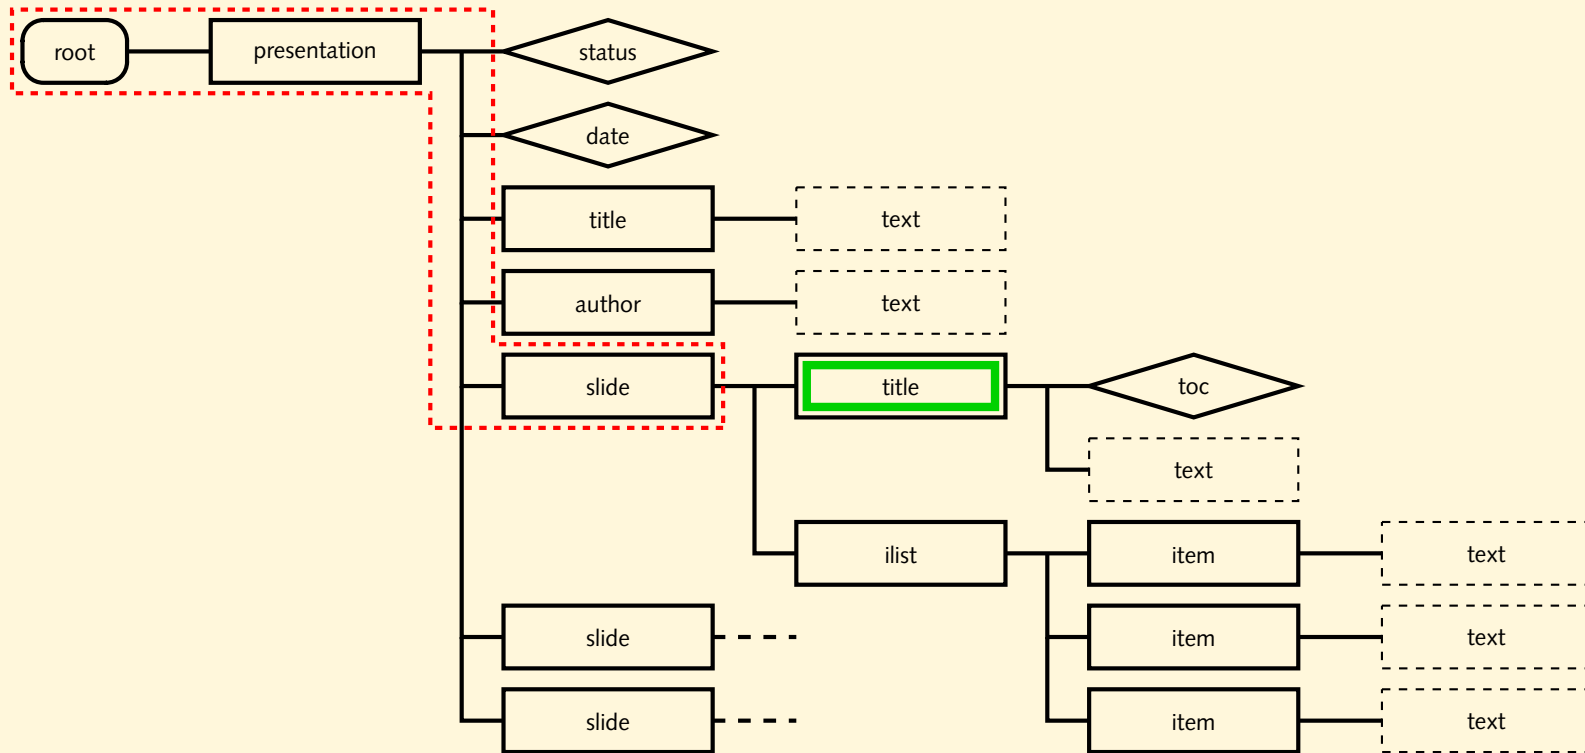 root presentation status
date
title text
author text
slide title toc
text
ilist item text
slide item text
slide item text